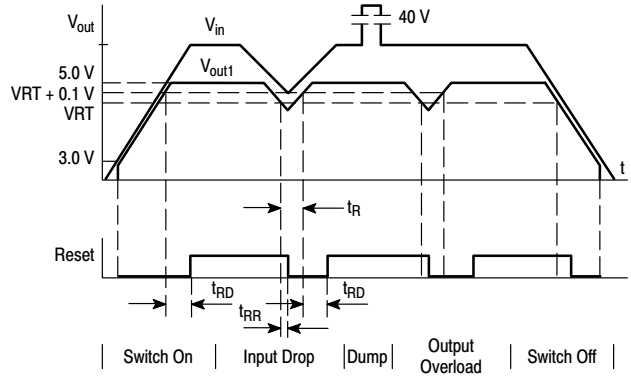 V_out
V_in
40 V
5.0 V
V_out1
VRT + 0.1 V
VRT
3.0 V
t
t_R
Reset
t_RD
t_RR
t_RD
Switch On
Input Drop
Dump
Output
Overload
Switch Off